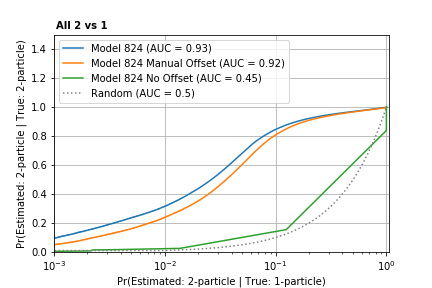 All 2 vs 1
Pr(Estimated: 2-particle | True: 2-particle)
1.4
1.2
1.0
0.8
0.6
0.4
0.2
0.0
Model 824 (AUC = 0.93)
Model 824 Manual Offset (AUC = 0.92)
Model 824 No Offset (AUC = 0.45)
Random (AUC = 0.5)
10⁻³
10⁻²
10⁻¹
10⁰
Pr(Estimated: 2-particle | True: 1-particle)